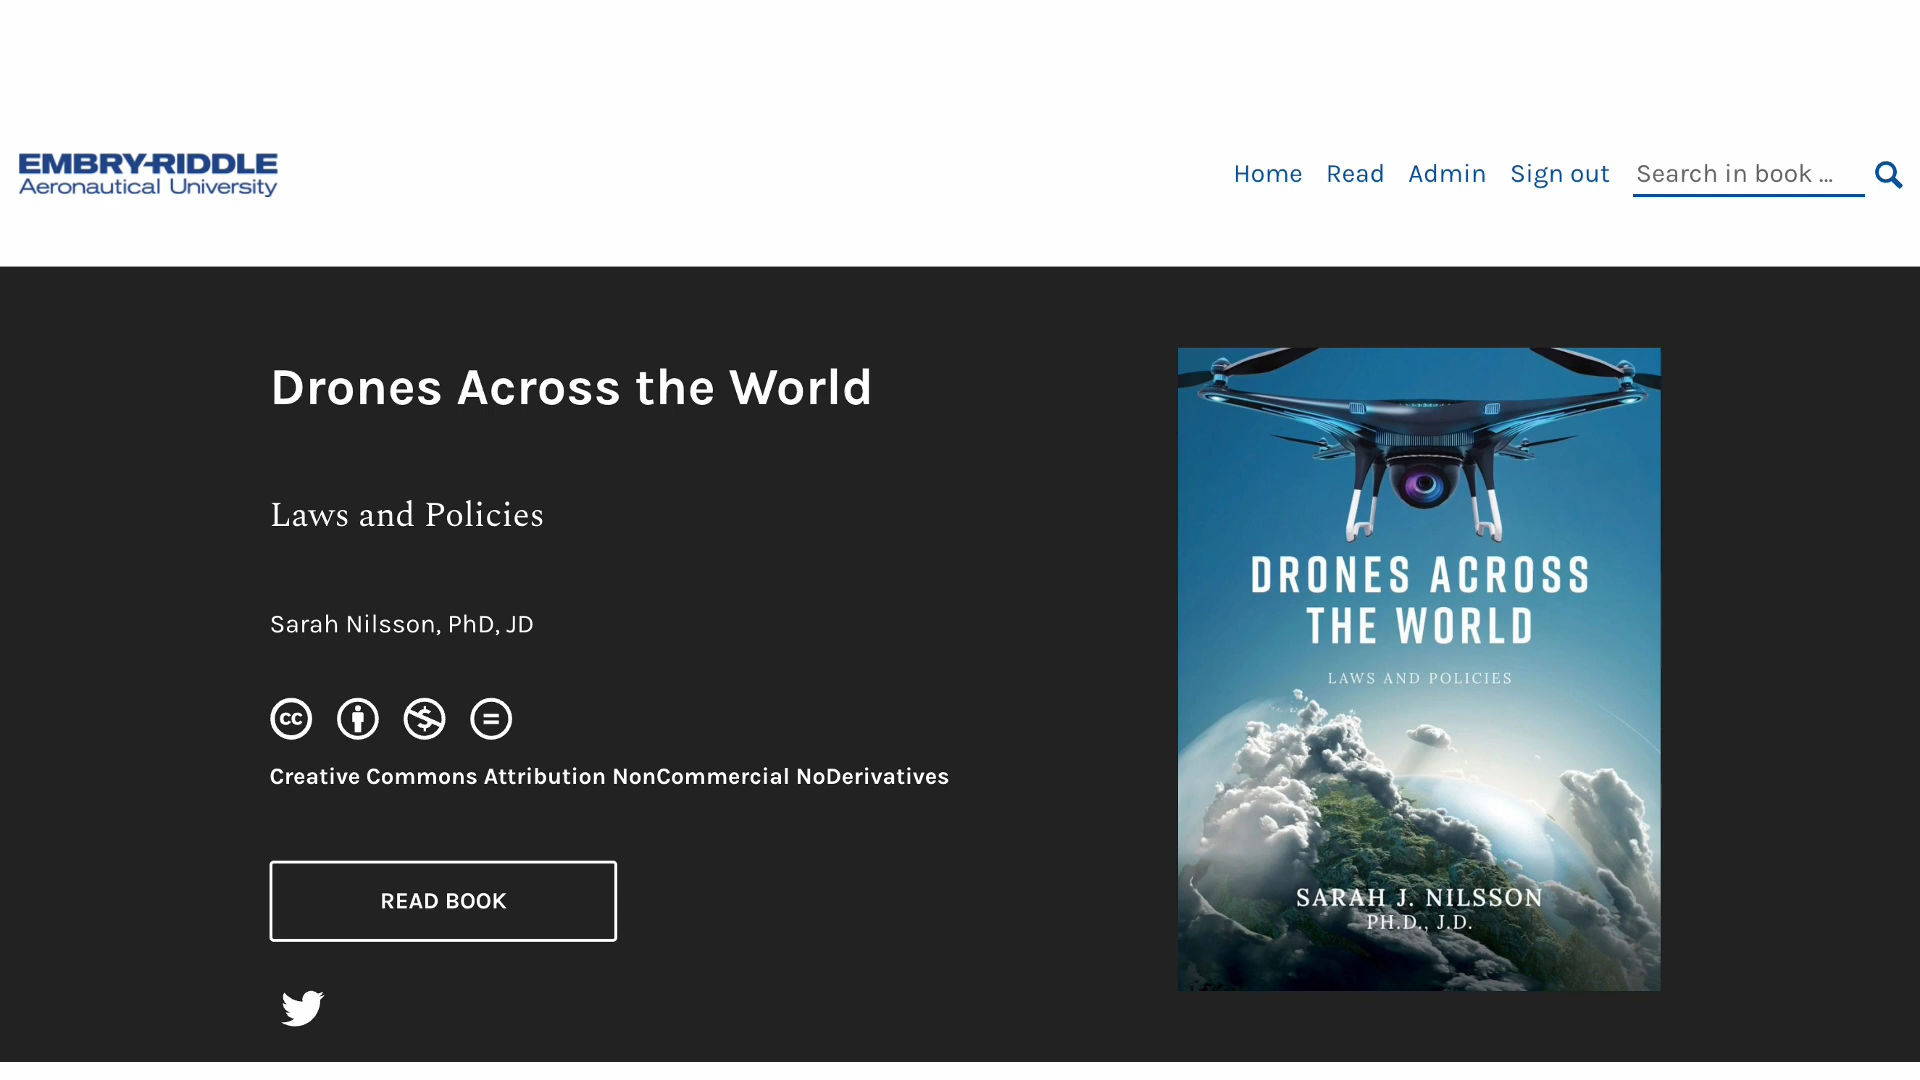 EMBRY-RIDDLE
Aeronautical University
Home Read Admin Sign out Search in book ...
Drones Across the World
Laws and Policies
Sarah Nilsson, PhD, JD
cc
Creative Commons Attribution NonCommercial NoDerivatives
READ BOOK
DRONES ACROSS
THE WORLD
LAWS AND POLICIES
SARAH J. NILSSON
PH.D., J.D.